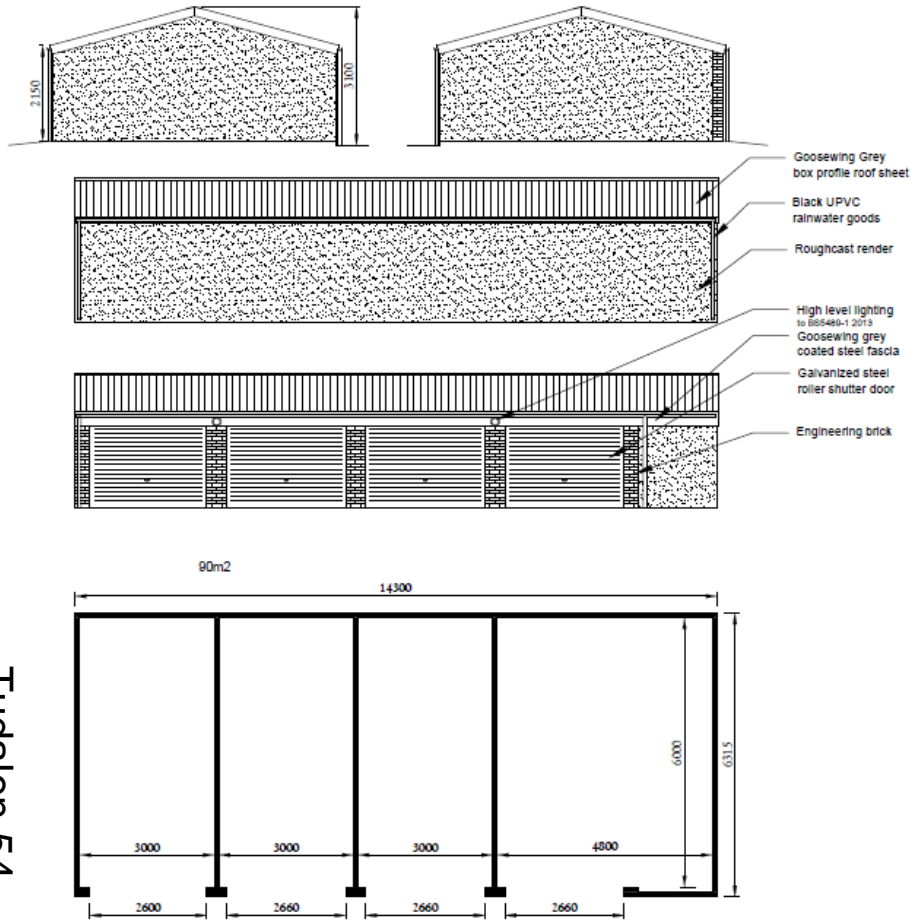 2150
3100
Goosewing Grey
box profile roof sheet
Black UPVC
rainwater goods
Roughcast render
High level lighting
to BS5489-1 2013
Goosewing grey
coated steel fascia
Galvanized steel
roller shutter door
Engineering brick
90m2
14300
6000
6315
3000
3000
3000
4800
2600
2660
2660
2660